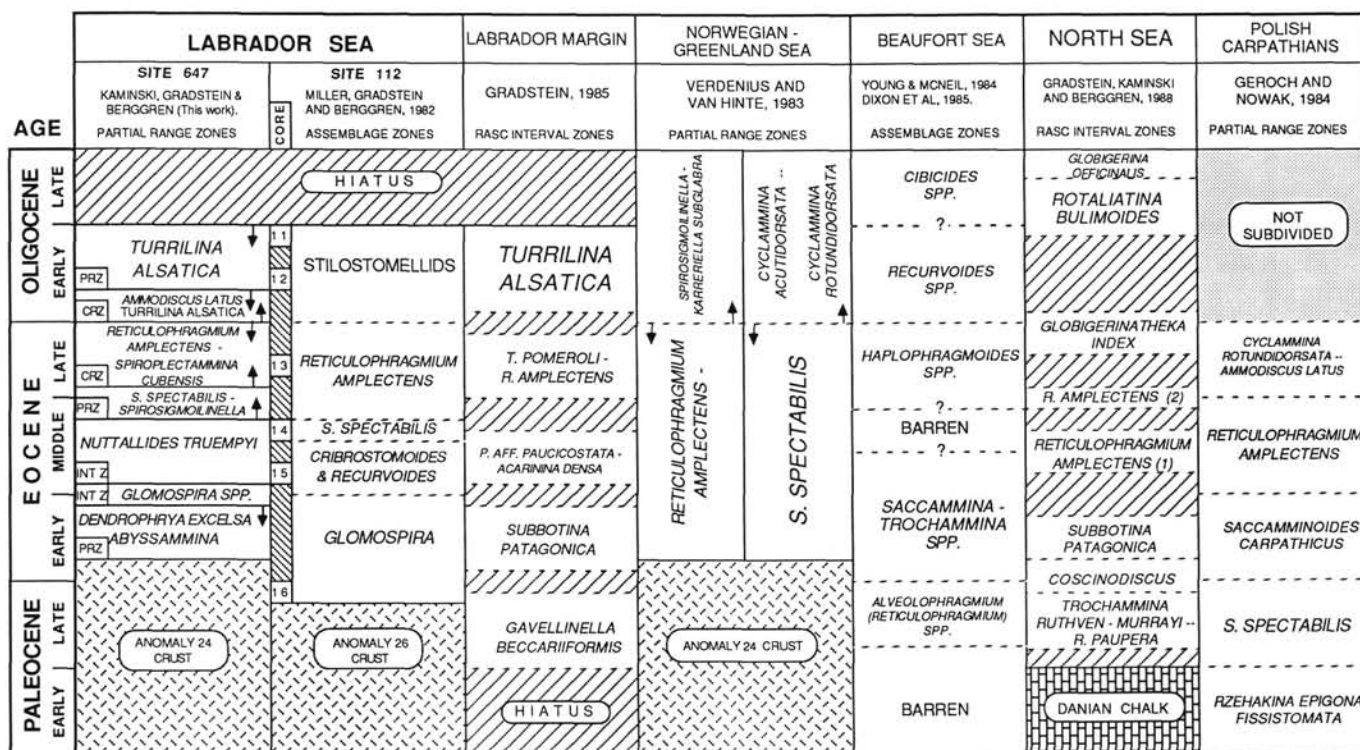 LABRADOR SEA
LABRADOR MARGIN
NORWEGIAN -
GREENLAND SEA
BEAUFORT SEA
NORTH SEA
POLISH
CARPATHIANS
AGE
SITE 647
KAMINSKI, GRADSTEIN &
BERGGREN (This work).
PARTIAL RANGE ZONES
CORE
SITE 112
MILLER, GRADSTEIN
AND BERGGREN, 1982
ASSEMBLAGE ZONES
GRADSTEIN, 1985
RASC INTERVAL ZONES
VERDENIUS AND
VAN HINTE, 1983
PARTIAL RANGE ZONES
YOUNG & MCNEIL, 1984
DIXON ET AL, 1985.
ASSEMBLAGE ZONES
GRADSTEIN, KAMINSKI
AND BERGGREN, 1988
RASC INTERVAL ZONES
GEROCH AND
NOWAK, 1984
PARTIAL RANGE ZONES
OLIGOCENE
LATE
EARLY
EOCENE
LATE
MIDDLE
EARLY
PALEOCENE
LATE
EARLY
HIATUS
TURRILINA
ALSATICA
PRZ
AMMODISCUS LATUS
TURRILINA ALSATICA
CRZ
RETICULOPHRAGMIUM
AMPLECTENS -
SPIROPLECTAMMINA
CUBENSIS
CRZ
S. SPECTABILIS -
SPIROSIGMOILINELLA
PRZ
NUTTALLIDES TRUEMPYI
INT Z
INT Z
GLOMOSPIRA SPP.
DENDROPHRYA EXCELSA
ABYSSAMMINA
PRZ
ANOMALY 24
CRUST
11
12
13
14
15
16
STILOSTOMELLIDS
RETICULOPHRAGMIUM
AMPLECTENS
S. SPECTABILIS
CRIBROSTOMOIDES
& RECURVOIDES
GLOMOSPIRA
ANOMALY 26
CRUST
TURRILINA
ALSATICA
T. POMEROLI -
R. AMPLECTENS
P. AFF. PAUCICOSTATA -
ACARININA DENSA
SUBBOTINA
PATAGONICA
GAVELLINELLA
BECCARIIFORMIS
HIATUS
SPIROSIGMOILINELLA -
KARRERIELLA SUBGLABRA
CYCLAMMINA
ACUTIDORSATA --
CYCLAMMINA
ROTUNDIDORSATA
RETICULOPHRAGMIUM
AMPLECTENS -
S. SPECTABILIS
ANOMALY 24 CRUST
CIBICIDES
SPP.
?
RECURVOIDES
SPP.
HAPLOPHRAGMOIDES
SPP.
?
BARREN
?
SACCAMMINA -
TROCHAMMINA
SPP.
ALVEOLOPHRAGMIUM
(RETICULOPHRAGMIUM)
SPP.
BARREN
GLOBIGERINA
OFFICINALIS
ROTALIATINA
BULIMOIDES
GLOBIGERINATHEKA
INDEX
R. AMPLECTENS (2)
RETICULOPHRAGMIUM
AMPLECTENS (1)
SUBBOTINA
PATAGONICA
COSCINODISCUS
TROCHAMMINA
RUTHVEN - MURRAYI --
R. PAUPERA
DANIAN CHALK
NOT
SUBDIVIDED
CYCLAMMINA
ROTUNDIDORSATA --
AMMODISCUS LATUS
RETICULOPHRAGMIUM
AMPLECTENS
SACCAMMINOIDES
CARPATHICUS
S. SPECTABILIS
RZEHAKINA EPIGONA
FISSISTOMATA